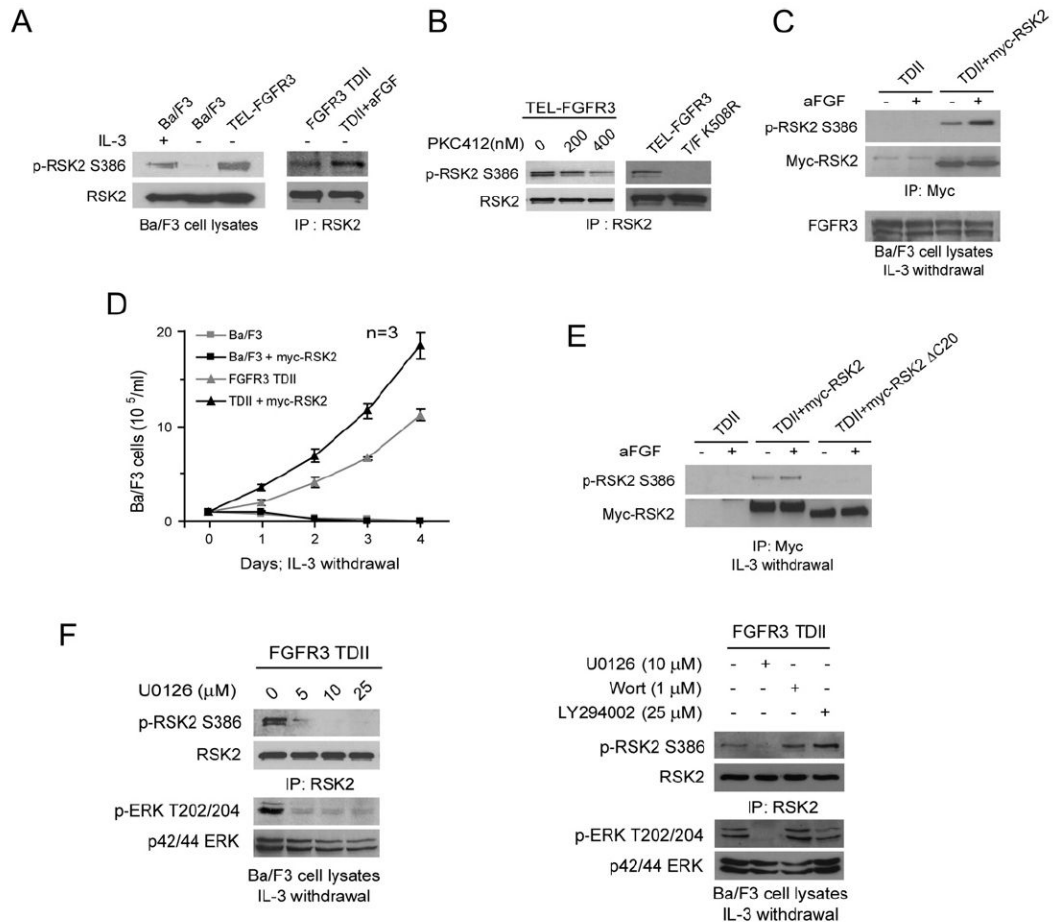 A
Ba/F3 Ba/F3 TEL-FGFR3 FGFR3 TDII TDII+aFGF
IL-3 + - - - -
p-RSK2 S386
RSK2
Ba/F3 cell lysates IP : RSK2
B
TEL-FGFR3 TEL-FGFR3 T/F K508R
PKC412(nM) 0 200 400
p-RSK2 S386
RSK2
IP : RSK2
C
TDII TDII+myc-RSK2
aFGF - + - +
p-RSK2 S386
Myc-RSK2
IP: Myc
FGFR3
Ba/F3 cell lysates
IL-3 withdrawal
D
n=3
Ba/F3
Ba/F3 + myc-RSK2
FGFR3 TDII
TDII + myc-RSK2
Ba/F3 cells (10 5/ml)
20
15
10
5
0
0 1 2 3 4
Days; IL-3 withdrawal
E
TDII TDII+myc-RSK2 TDII+myc-RSK2 ΔC20
aFGF - + - + - +
p-RSK2 S386
Myc-RSK2
IP: Myc
IL-3 withdrawal
F
FGFR3 TDII
U0126 (μM) 0 5 10 25
p-RSK2 S386
RSK2
IP: RSK2
p-ERK T202/204
p42/44 ERK
Ba/F3 cell lysates
IL-3 withdrawal
FGFR3 TDII
U0126 (10 μM) - + - -
Wort (1 μM) - - + -
LY294002 (25 μM) - - - +
p-RSK2 S386
RSK2
IP: RSK2
p-ERK T202/204
p42/44 ERK
Ba/F3 cell lysates
IL-3 withdrawal